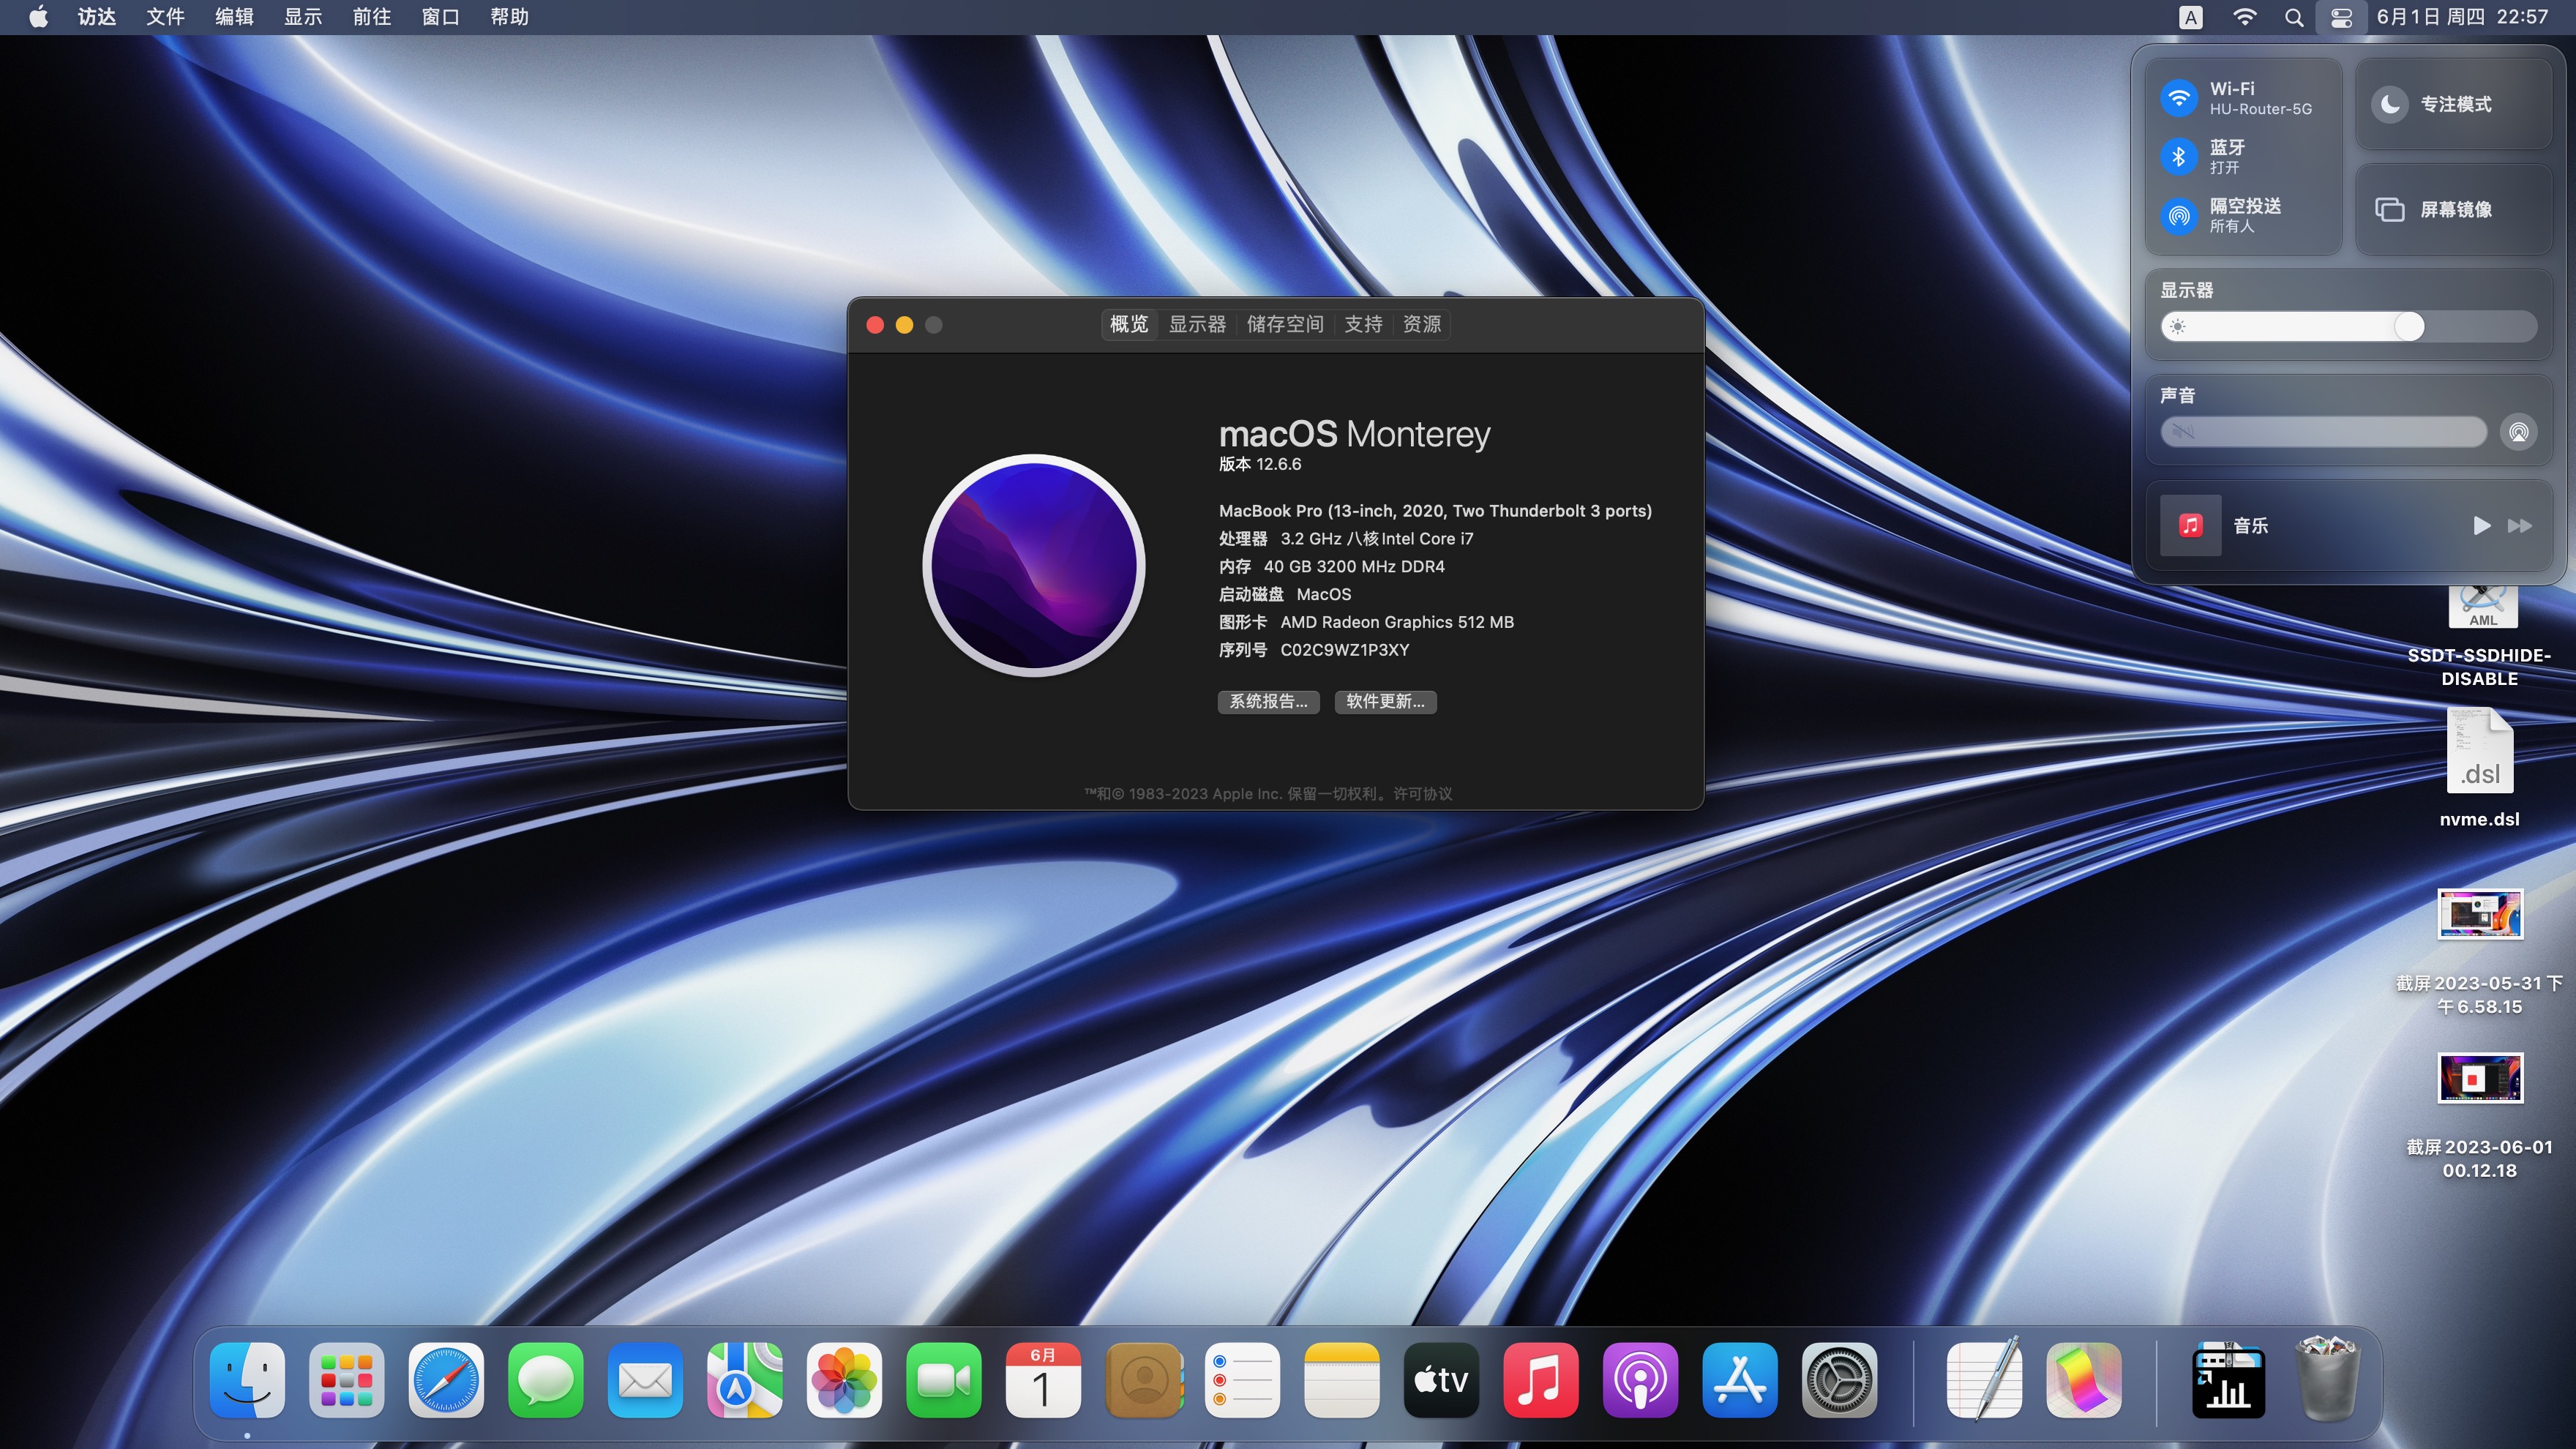 访达 文件 编辑 显示 前往 窗口 帮助
A 6月1日 周四 22:57
Wi-Fi
HU-Router-5G
蓝牙
打开
隔空投送
所有人
专注模式
屏幕镜像
显示器
声音
音乐
概览 显示器 储存空间 支持 资源
macOS Monterey
版本 12.6.6
MacBook Pro (13-inch, 2020, Two Thunderbolt 3 ports)
处理器 3.2 GHz 八核Intel Core i7
内存 40 GB 3200 MHz DDR4
启动磁盘 MacOS
图形卡 AMD Radeon Graphics 512 MB
序列号 C02C9WZ1P3XY
系统报告... 软件更新...
™和© 1983-2023 Apple Inc. 保留一切权利。许可协议
AML
SSDT-SSDHIDE-
DISABLE
.dsl
nvme.dsl
截屏2023-05-31 下
午6.58.15
截屏2023-06-01
00.12.18
6月
1
tv